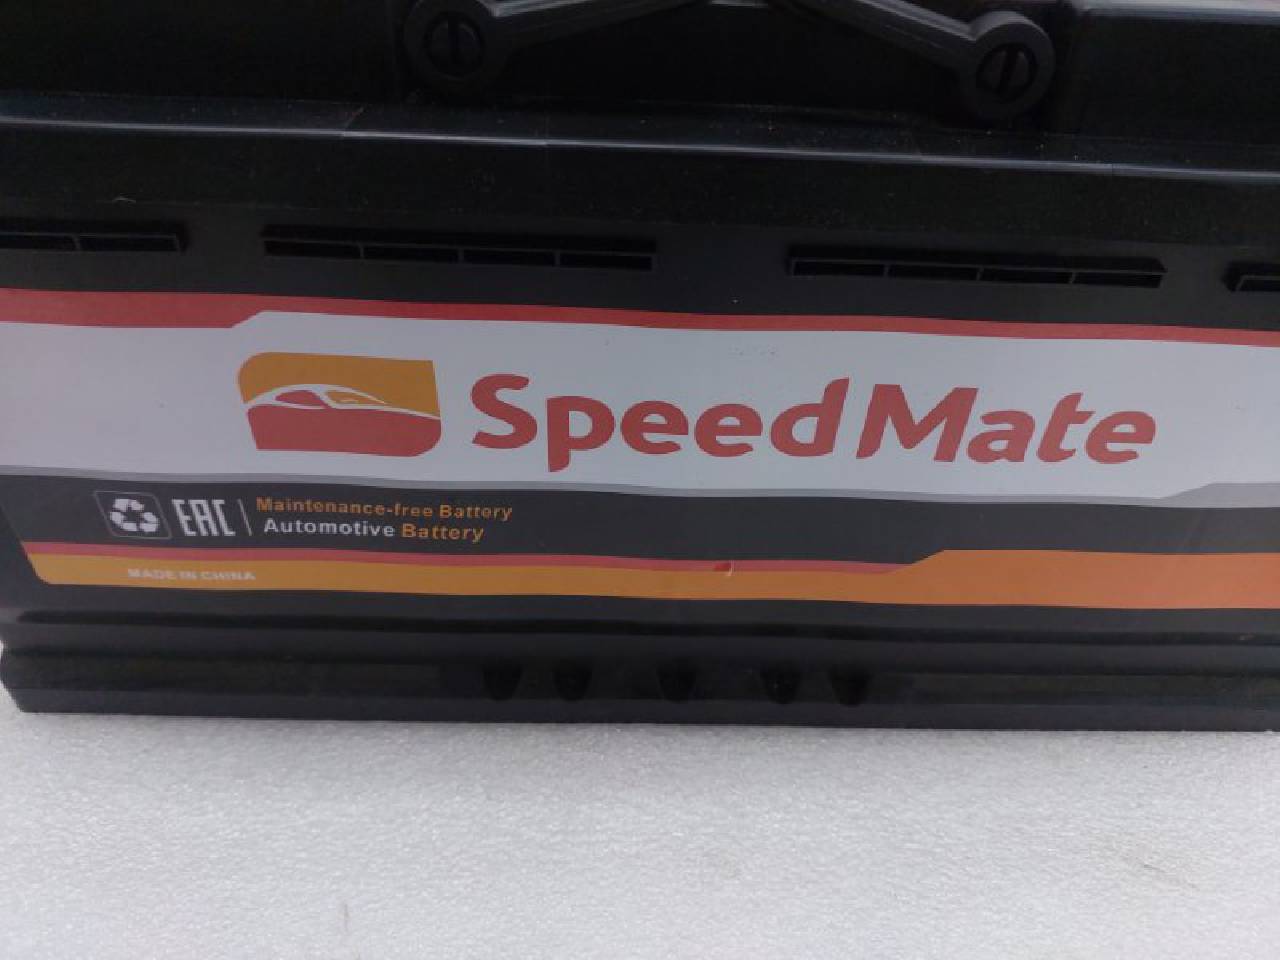 SpeedMate
EAC
Maintenance-free Battery
Automotive Battery
MADE IN CHINA